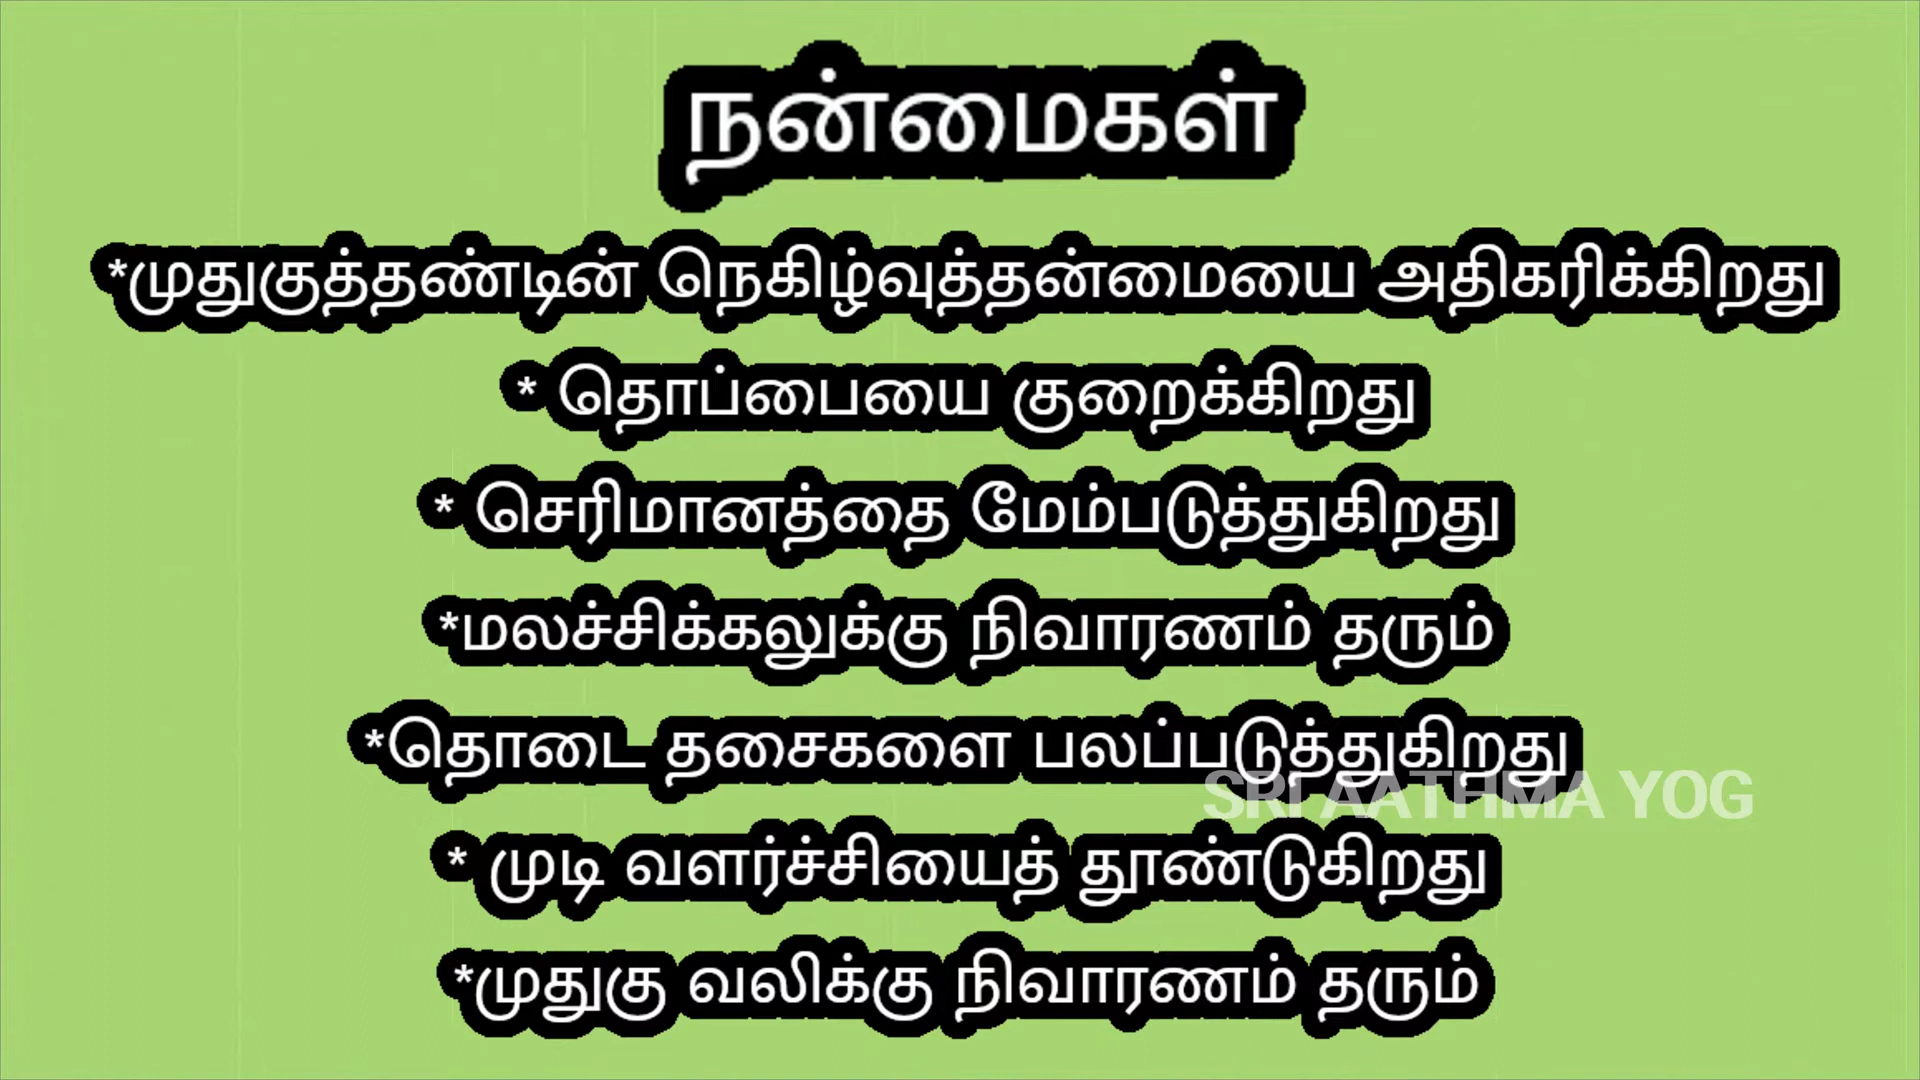 நன்மைகள்
*முதுகுத்தண்டின் நெகிழ்வுத்தன்மையை அதிகரிக்கிறது
* தொப்பையை குறைக்கிறது
* செரிமானத்தை மேம்படுத்துகிறது
*மலச்சிக்கலுக்கு நிவாரணம் தரும்
*தொடை தசைகளை பலப்படுத்துகிறது
SRI AATHMA YOG
* முடி வளர்ச்சியைத் தூண்டுகிறது
*முதுகு வலிக்கு நிவாரணம் தரும்